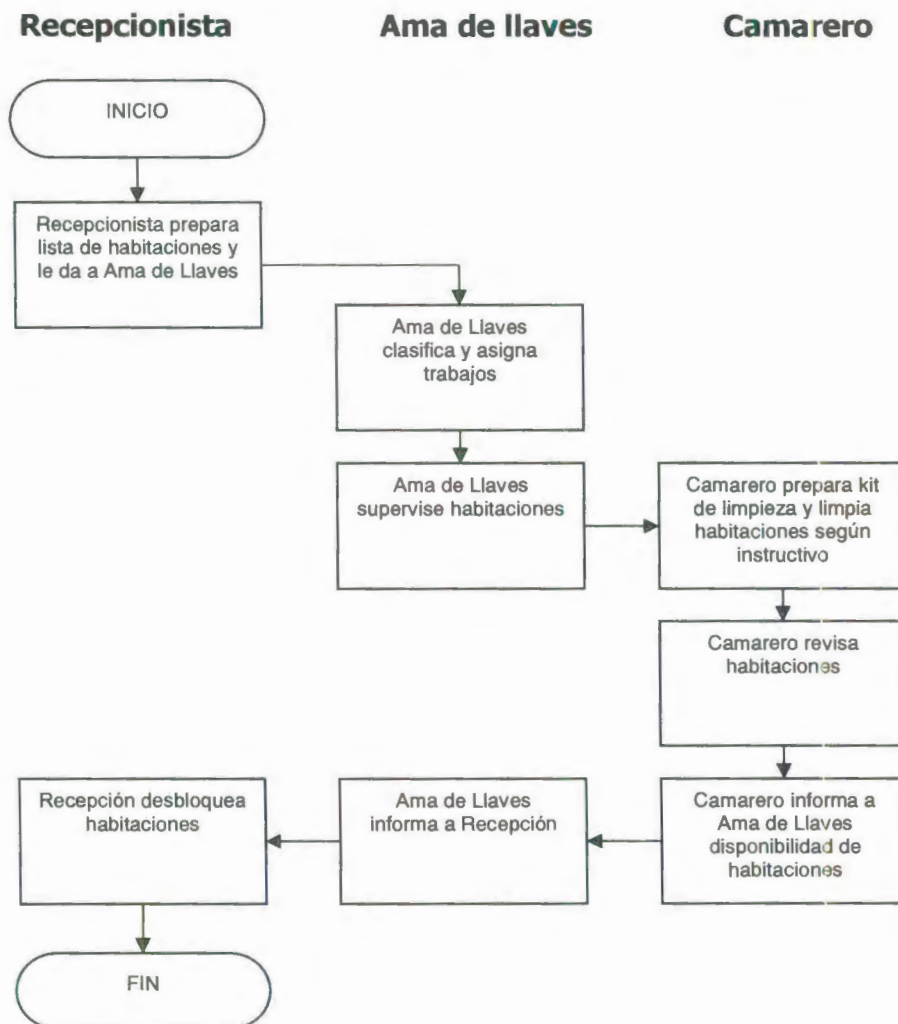 Recepcionista
Ama de llaves
Camarero
INICIO
Recepcionista prepara
lista de habitaciones y
le da a Ama de Llaves
Ama de Llaves
clasifica y asigna
trabajos
Ama de Llaves
supervise habitaciones
Camarero prepara kit
de limpieza y limpia
habitaciones según
instructivo
Camarero revisa
habitaciones
Camarero informa a
Ama de Llaves
disponibilidad de
habitaciones
Ama de Llaves
informa a Recepción
Recepción desbloquea
habitaciones
FIN